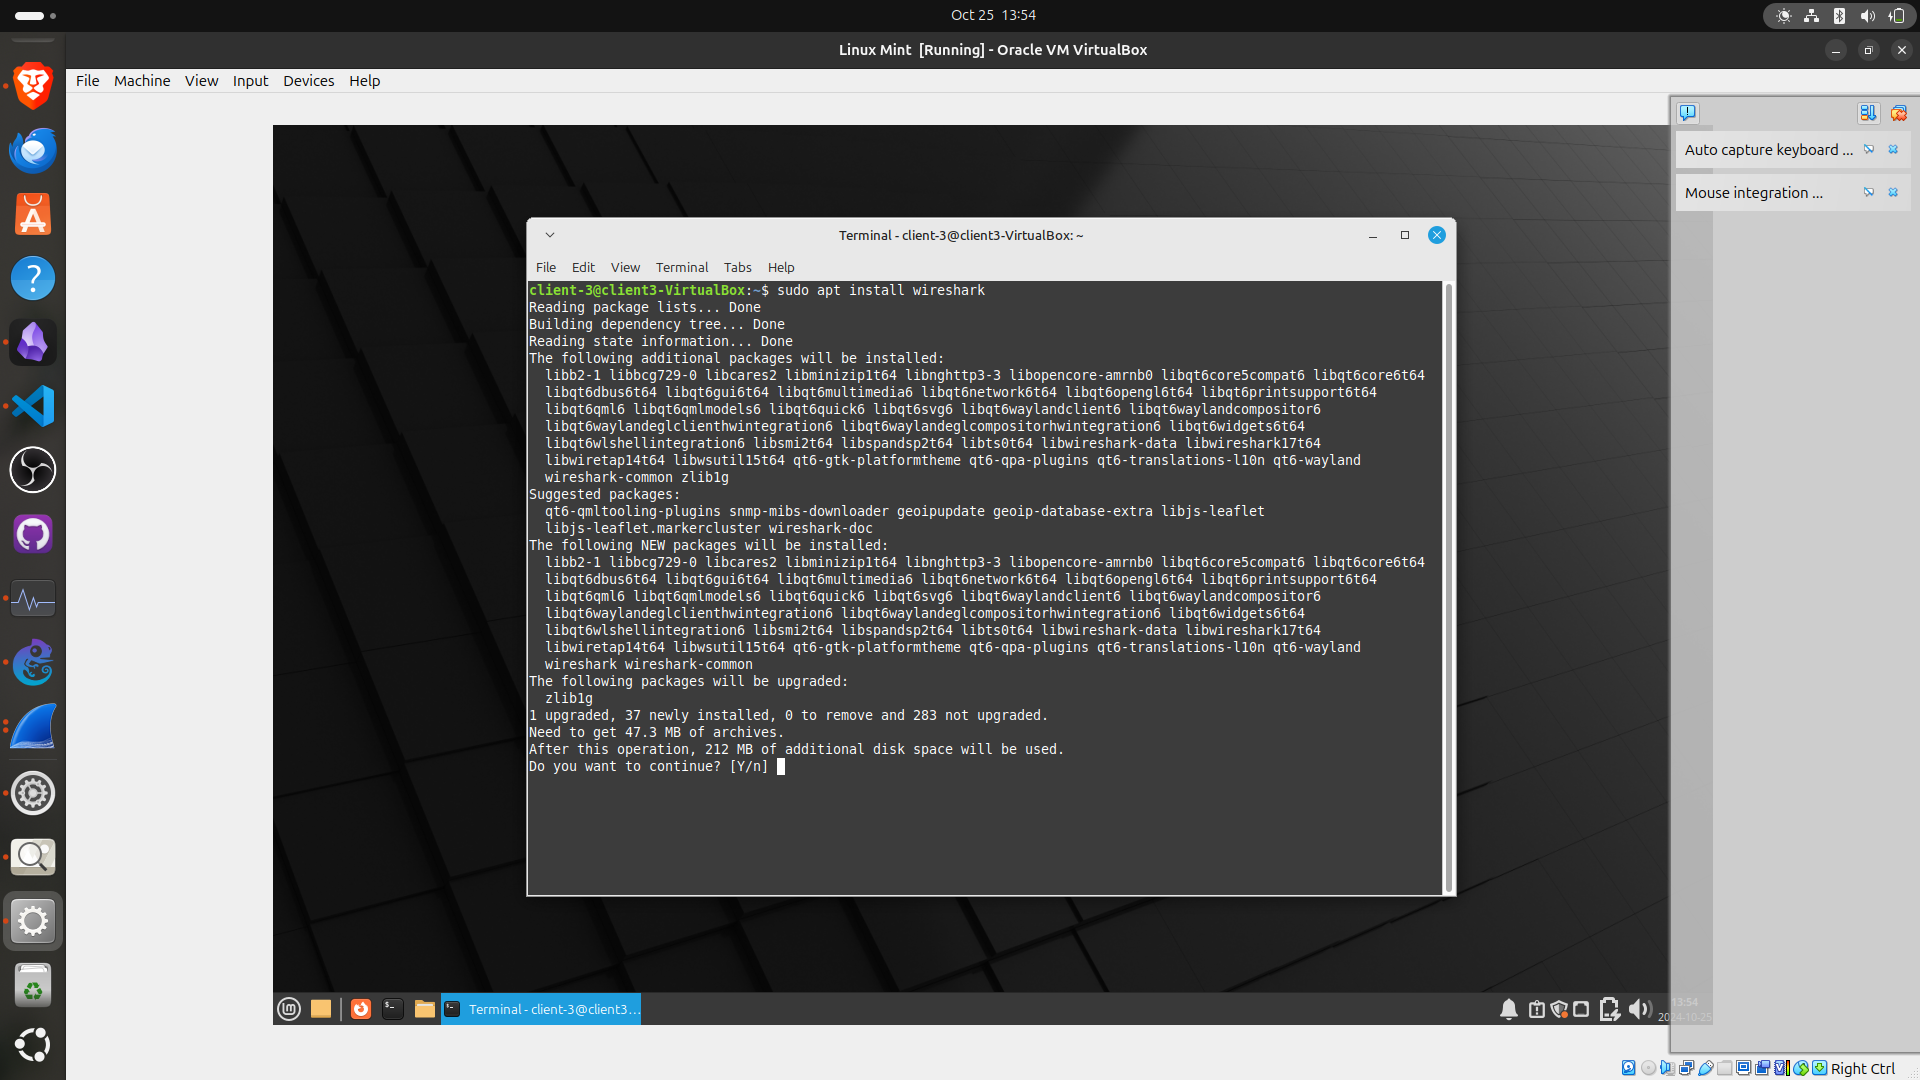 Oct 25  13:54
Linux Mint  [Running] - Oracle VM VirtualBox
File Machine View Input Devices Help
Auto capture keyboard ...
Mouse integration ...
Terminal - client-3@client3-VirtualBox: ~
File Edit View Terminal Tabs Help
client-3@client3-VirtualBox:~$ sudo apt install wireshark
Reading package lists... Done
Building dependency tree... Done
Reading state information... Done
The following additional packages will be installed:
  libb2-1 libbcg729-0 libcares2 libminizip1t64 libnghttp3-3 libopencore-amrnb0 libqt6core5compat6 libqt6core6t64
  libqt6dbus6t64 libqt6gui6t64 libqt6multimedia6 libqt6network6t64 libqt6opengl6t64 libqt6printsupport6t64
  libqt6qml6 libqt6qmlmodels6 libqt6quick6 libqt6svg6 libqt6waylandclient6 libqt6waylandcompositor6
  libqt6waylandeglclienthwintegration6 libqt6waylandeglcompositorhwintegration6 libqt6widgets6t64
  libqt6wlshellintegration6 libsmi2t64 libspandsp2t64 libts0t64 libwireshark-data libwireshark17t64
  libwiretap14t64 libwsutil15t64 qt6-gtk-platformtheme qt6-qpa-plugins qt6-translations-l10n qt6-wayland
  wireshark-common zlib1g
Suggested packages:
  qt6-qmltooling-plugins snmp-mibs-downloader geoipupdate geoip-database-extra libjs-leaflet
  libjs-leaflet.markercluster wireshark-doc
The following NEW packages will be installed:
  libb2-1 libbcg729-0 libcares2 libminizip1t64 libnghttp3-3 libopencore-amrnb0 libqt6core5compat6 libqt6core6t64
  libqt6dbus6t64 libqt6gui6t64 libqt6multimedia6 libqt6network6t64 libqt6opengl6t64 libqt6printsupport6t64
  libqt6qml6 libqt6qmlmodels6 libqt6quick6 libqt6svg6 libqt6waylandclient6 libqt6waylandcompositor6
  libqt6waylandeglclienthwintegration6 libqt6waylandeglcompositorhwintegration6 libqt6widgets6t64
  libqt6wlshellintegration6 libsmi2t64 libspandsp2t64 libts0t64 libwireshark-data libwireshark17t64
  libwiretap14t64 libwsutil15t64 qt6-gtk-platformtheme qt6-qpa-plugins qt6-translations-l10n qt6-wayland
  wireshark wireshark-common
The following packages will be upgraded:
  zlib1g
1 upgraded, 37 newly installed, 0 to remove and 283 not upgraded.
Need to get 47.3 MB of archives.
After this operation, 212 MB of additional disk space will be used.
Do you want to continue? [Y/n]
Terminal - client-3@client3...
13:54
2024-10-25
Right Ctrl